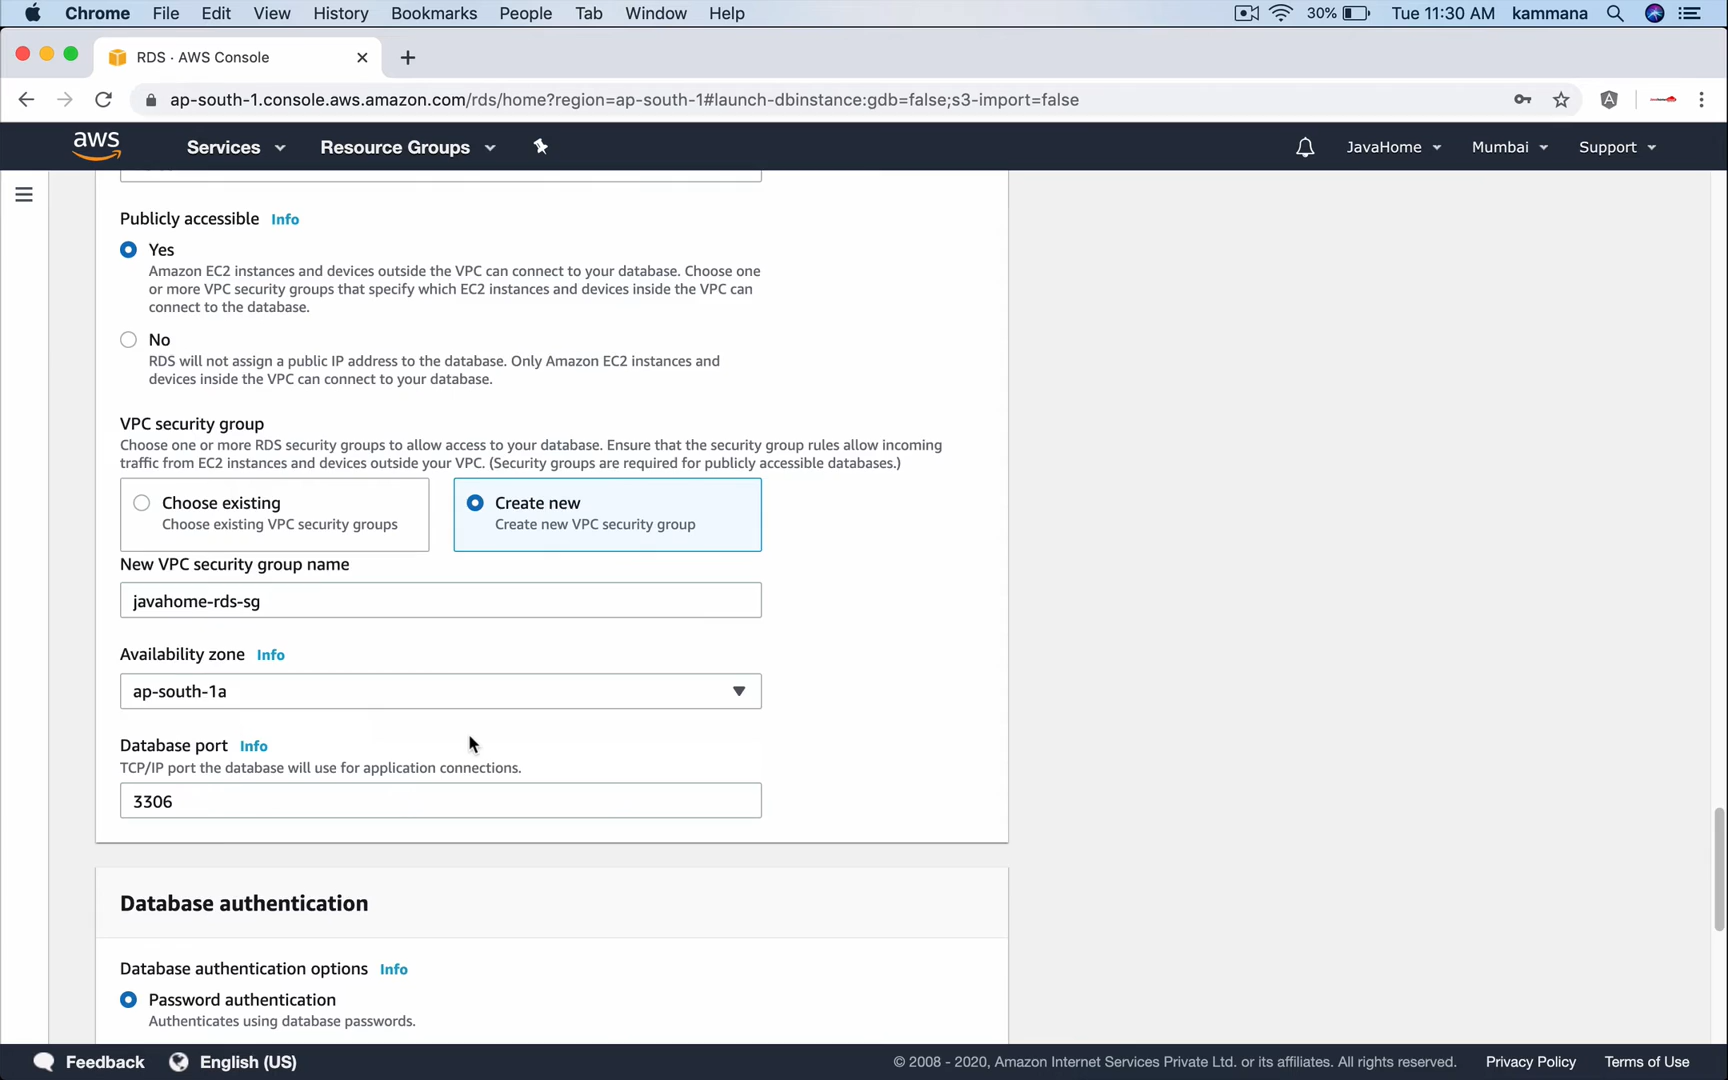 Chrome File Edit View History Bookmarks People Tab Window Help 30% Tue 11:30 AM kammana
RDS · AWS Console
ap-south-1.console.aws.amazon.com/rds/home?region=ap-south-1#launch-dbinstance:gdb=false;s3-import=false
aws Services Resource Groups JavaHome Mumbai Support
Publicly accessible Info
Yes
Amazon EC2 instances and devices outside the VPC can connect to your database. Choose one
or more VPC security groups that specify which EC2 instances and devices inside the VPC can
connect to the database.
No
RDS will not assign a public IP address to the database. Only Amazon EC2 instances and
devices inside the VPC can connect to your database.
VPC security group
Choose one or more RDS security groups to allow access to your database. Ensure that the security group rules allow incoming
traffic from EC2 instances and devices outside your VPC. (Security groups are required for publicly accessible databases.)
Choose existing
Choose existing VPC security groups
Create new
Create new VPC security group
New VPC security group name
javahome-rds-sg
Availability zone Info
ap-south-1a
Database port Info
TCP/IP port the database will use for application connections.
3306
Database authentication
Database authentication options Info
Password authentication
Authenticates using database passwords.
Feedback English (US) © 2008 - 2020, Amazon Internet Services Private Ltd. or its affiliates. All rights reserved. Privacy Policy Terms of Use